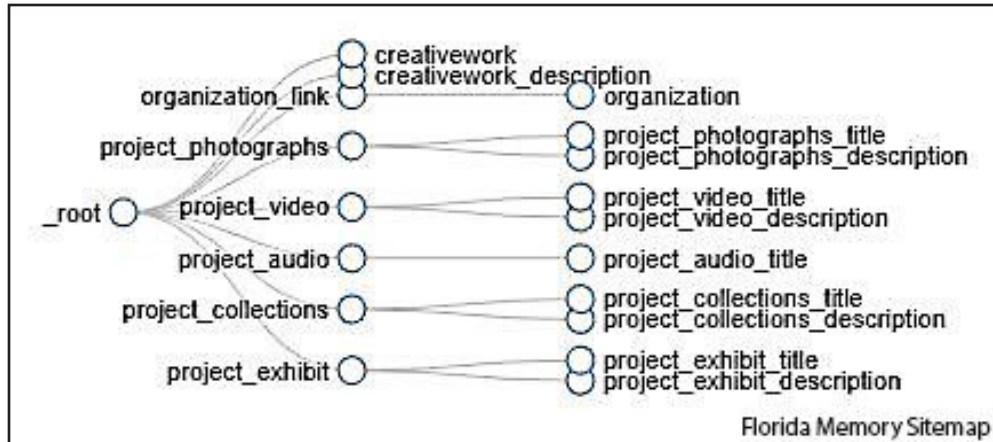 creativework
creativework_description
organization_link
organization
project_photographs
project_photographs_title
project_photographs_description
_root
project_video
project_video_title
project_video_description
project_audio
project_audio_title
project_collections
project_collections_title
project_collections_description
project_exhibit
project_exhibit_title
project_exhibit_description
Florida Memory Sitemap